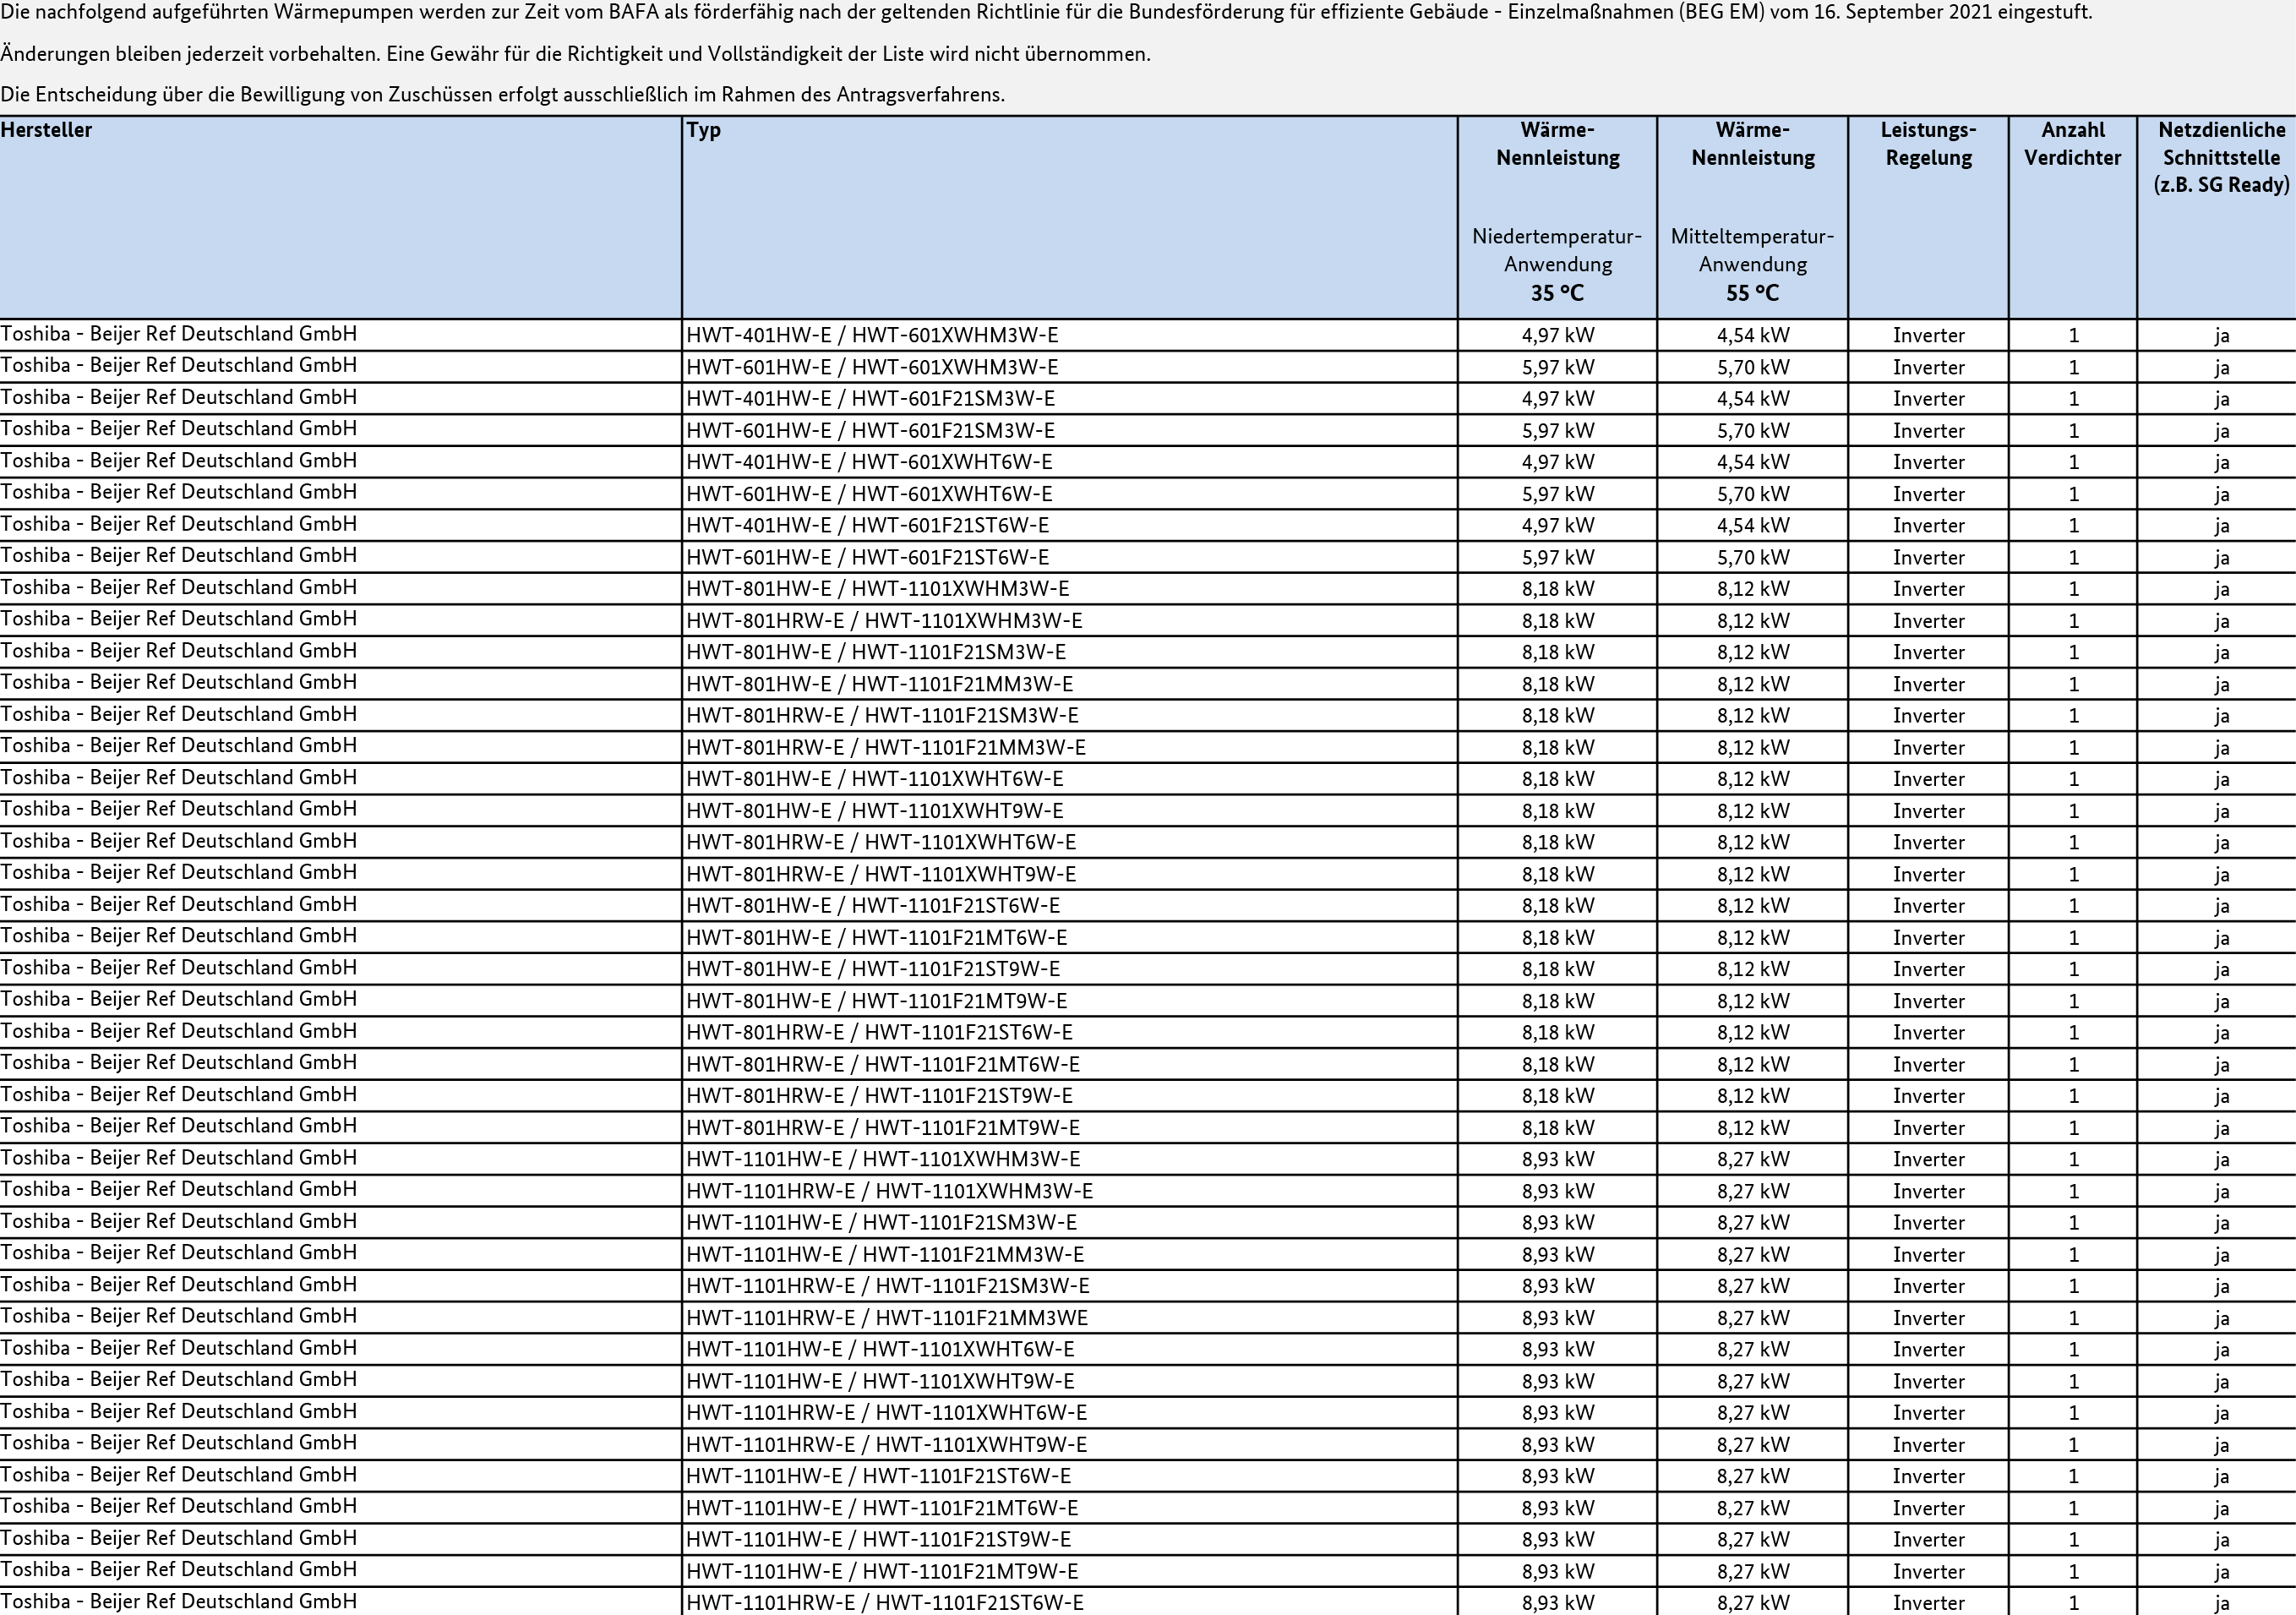 Die nachfolgend aufgeführten Wärmepumpen werden zur Zeit vom BAFA als förderfähig nach der geltenden Richtlinie für die Bundesförderung für effiziente Gebäude - Einzelmaßnahmen (BEG EM) vom 16. September 2021 eingestuft.
Änderungen bleiben jederzeit vorbehalten. Eine Gewähr für die Richtigkeit und Vollständigkeit der Liste wird nicht übernommen.
Die Entscheidung über die Bewilligung von Zuschüssen erfolgt ausschließlich im Rahmen des Antragsverfahrens.
Hersteller Typ Wärme- Wärme- Leistungs- Anzahl Netzdienliche
Nennleistung Nennleistung Regelung Verdichter Schnittstelle
(z.B. SG Ready)
Niedertemperatur- Mitteltemperatur-
Anwendung Anwendung
35 °C 55 °C
Toshiba - Beijer Ref Deutschland GmbH HWT-401HW-E / HWT-601XWHM3W-E 4,97 kW 4,54 kW Inverter 1 ja
Toshiba - Beijer Ref Deutschland GmbH HWT-601HW-E / HWT-601XWHM3W-E 5,97 kW 5,70 kW Inverter 1 ja
Toshiba - Beijer Ref Deutschland GmbH HWT-401HW-E / HWT-601F21SM3W-E 4,97 kW 4,54 kW Inverter 1 ja
Toshiba - Beijer Ref Deutschland GmbH HWT-601HW-E / HWT-601F21SM3W-E 5,97 kW 5,70 kW Inverter 1 ja
Toshiba - Beijer Ref Deutschland GmbH HWT-401HW-E / HWT-601XWHT6W-E 4,97 kW 4,54 kW Inverter 1 ja
Toshiba - Beijer Ref Deutschland GmbH HWT-601HW-E / HWT-601XWHT6W-E 5,97 kW 5,70 kW Inverter 1 ja
Toshiba - Beijer Ref Deutschland GmbH HWT-401HW-E / HWT-601F21ST6W-E 4,97 kW 4,54 kW Inverter 1 ja
Toshiba - Beijer Ref Deutschland GmbH HWT-601HW-E / HWT-601F21ST6W-E 5,97 kW 5,70 kW Inverter 1 ja
Toshiba - Beijer Ref Deutschland GmbH HWT-801HW-E / HWT-1101XWHM3W-E 8,18 kW 8,12 kW Inverter 1 ja
Toshiba - Beijer Ref Deutschland GmbH HWT-801HRW-E / HWT-1101XWHM3W-E 8,18 kW 8,12 kW Inverter 1 ja
Toshiba - Beijer Ref Deutschland GmbH HWT-801HW-E / HWT-1101F21SM3W-E 8,18 kW 8,12 kW Inverter 1 ja
Toshiba - Beijer Ref Deutschland GmbH HWT-801HW-E / HWT-1101F21MM3W-E 8,18 kW 8,12 kW Inverter 1 ja
Toshiba - Beijer Ref Deutschland GmbH HWT-801HRW-E / HWT-1101F21SM3W-E 8,18 kW 8,12 kW Inverter 1 ja
Toshiba - Beijer Ref Deutschland GmbH HWT-801HRW-E / HWT-1101F21MM3W-E 8,18 kW 8,12 kW Inverter 1 ja
Toshiba - Beijer Ref Deutschland GmbH HWT-801HW-E / HWT-1101XWHT6W-E 8,18 kW 8,12 kW Inverter 1 ja
Toshiba - Beijer Ref Deutschland GmbH HWT-801HW-E / HWT-1101XWHT9W-E 8,18 kW 8,12 kW Inverter 1 ja
Toshiba - Beijer Ref Deutschland GmbH HWT-801HRW-E / HWT-1101XWHT6W-E 8,18 kW 8,12 kW Inverter 1 ja
Toshiba - Beijer Ref Deutschland GmbH HWT-801HRW-E / HWT-1101XWHT9W-E 8,18 kW 8,12 kW Inverter 1 ja
Toshiba - Beijer Ref Deutschland GmbH HWT-801HW-E / HWT-1101F21ST6W-E 8,18 kW 8,12 kW Inverter 1 ja
Toshiba - Beijer Ref Deutschland GmbH HWT-801HW-E / HWT-1101F21MT6W-E 8,18 kW 8,12 kW Inverter 1 ja
Toshiba - Beijer Ref Deutschland GmbH HWT-801HW-E / HWT-1101F21ST9W-E 8,18 kW 8,12 kW Inverter 1 ja
Toshiba - Beijer Ref Deutschland GmbH HWT-801HW-E / HWT-1101F21MT9W-E 8,18 kW 8,12 kW Inverter 1 ja
Toshiba - Beijer Ref Deutschland GmbH HWT-801HRW-E / HWT-1101F21ST6W-E 8,18 kW 8,12 kW Inverter 1 ja
Toshiba - Beijer Ref Deutschland GmbH HWT-801HRW-E / HWT-1101F21MT6W-E 8,18 kW 8,12 kW Inverter 1 ja
Toshiba - Beijer Ref Deutschland GmbH HWT-801HRW-E / HWT-1101F21ST9W-E 8,18 kW 8,12 kW Inverter 1 ja
Toshiba - Beijer Ref Deutschland GmbH HWT-801HRW-E / HWT-1101F21MT9W-E 8,18 kW 8,12 kW Inverter 1 ja
Toshiba - Beijer Ref Deutschland GmbH HWT-1101HW-E / HWT-1101XWHM3W-E 8,93 kW 8,27 kW Inverter 1 ja
Toshiba - Beijer Ref Deutschland GmbH HWT-1101HRW-E / HWT-1101XWHM3W-E 8,93 kW 8,27 kW Inverter 1 ja
Toshiba - Beijer Ref Deutschland GmbH HWT-1101HW-E / HWT-1101F21SM3W-E 8,93 kW 8,27 kW Inverter 1 ja
Toshiba - Beijer Ref Deutschland GmbH HWT-1101HW-E / HWT-1101F21MM3W-E 8,93 kW 8,27 kW Inverter 1 ja
Toshiba - Beijer Ref Deutschland GmbH HWT-1101HRW-E / HWT-1101F21SM3W-E 8,93 kW 8,27 kW Inverter 1 ja
Toshiba - Beijer Ref Deutschland GmbH HWT-1101HRW-E / HWT-1101F21MM3WE 8,93 kW 8,27 kW Inverter 1 ja
Toshiba - Beijer Ref Deutschland GmbH HWT-1101HW-E / HWT-1101XWHT6W-E 8,93 kW 8,27 kW Inverter 1 ja
Toshiba - Beijer Ref Deutschland GmbH HWT-1101HW-E / HWT-1101XWHT9W-E 8,93 kW 8,27 kW Inverter 1 ja
Toshiba - Beijer Ref Deutschland GmbH HWT-1101HRW-E / HWT-1101XWHT6W-E 8,93 kW 8,27 kW Inverter 1 ja
Toshiba - Beijer Ref Deutschland GmbH HWT-1101HRW-E / HWT-1101XWHT9W-E 8,93 kW 8,27 kW Inverter 1 ja
Toshiba - Beijer Ref Deutschland GmbH HWT-1101HW-E / HWT-1101F21ST6W-E 8,93 kW 8,27 kW Inverter 1 ja
Toshiba - Beijer Ref Deutschland GmbH HWT-1101HW-E / HWT-1101F21MT6W-E 8,93 kW 8,27 kW Inverter 1 ja
Toshiba - Beijer Ref Deutschland GmbH HWT-1101HW-E / HWT-1101F21ST9W-E 8,93 kW 8,27 kW Inverter 1 ja
Toshiba - Beijer Ref Deutschland GmbH HWT-1101HW-E / HWT-1101F21MT9W-E 8,93 kW 8,27 kW Inverter 1 ja
Toshiba - Beijer Ref Deutschland GmbH HWT-1101HRW-E / HWT-1101F21ST6W-E 8,93 kW 8,27 kW Inverter 1 ja